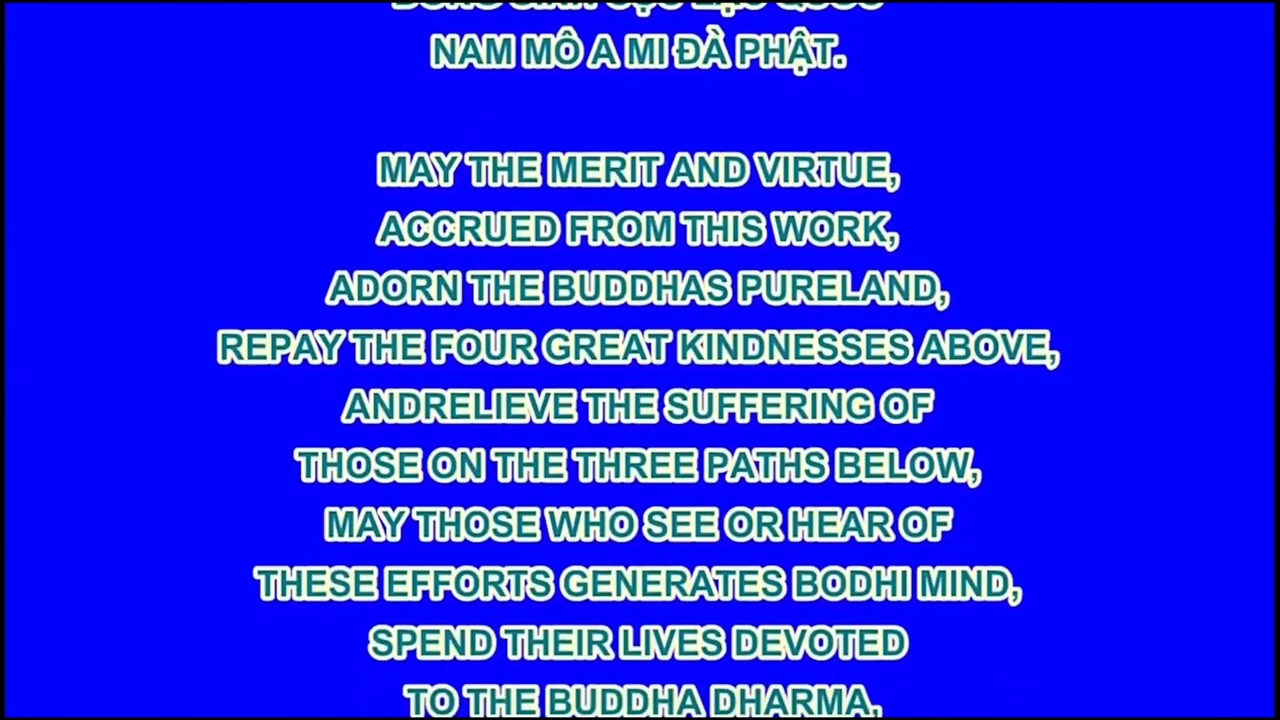 NAM MÔ A MI ĐÀ PHẬT.
MAY THE MERIT AND VIRTUE,
ACCRUED FROM THIS WORK,
ADORN THE BUDDHAS PURELAND,
REPAY THE FOUR GREAT KINDNESSES ABOVE,
ANDRELIEVE THE SUFFERING OF
THOSE ON THE THREE PATHS BELOW,
MAY THOSE WHO SEE OR HEAR OF
THESE EFFORTS GENERATES BODHI MIND,
SPEND THEIR LIVES DEVOTED
TO THE BUDDHA DHARMA,